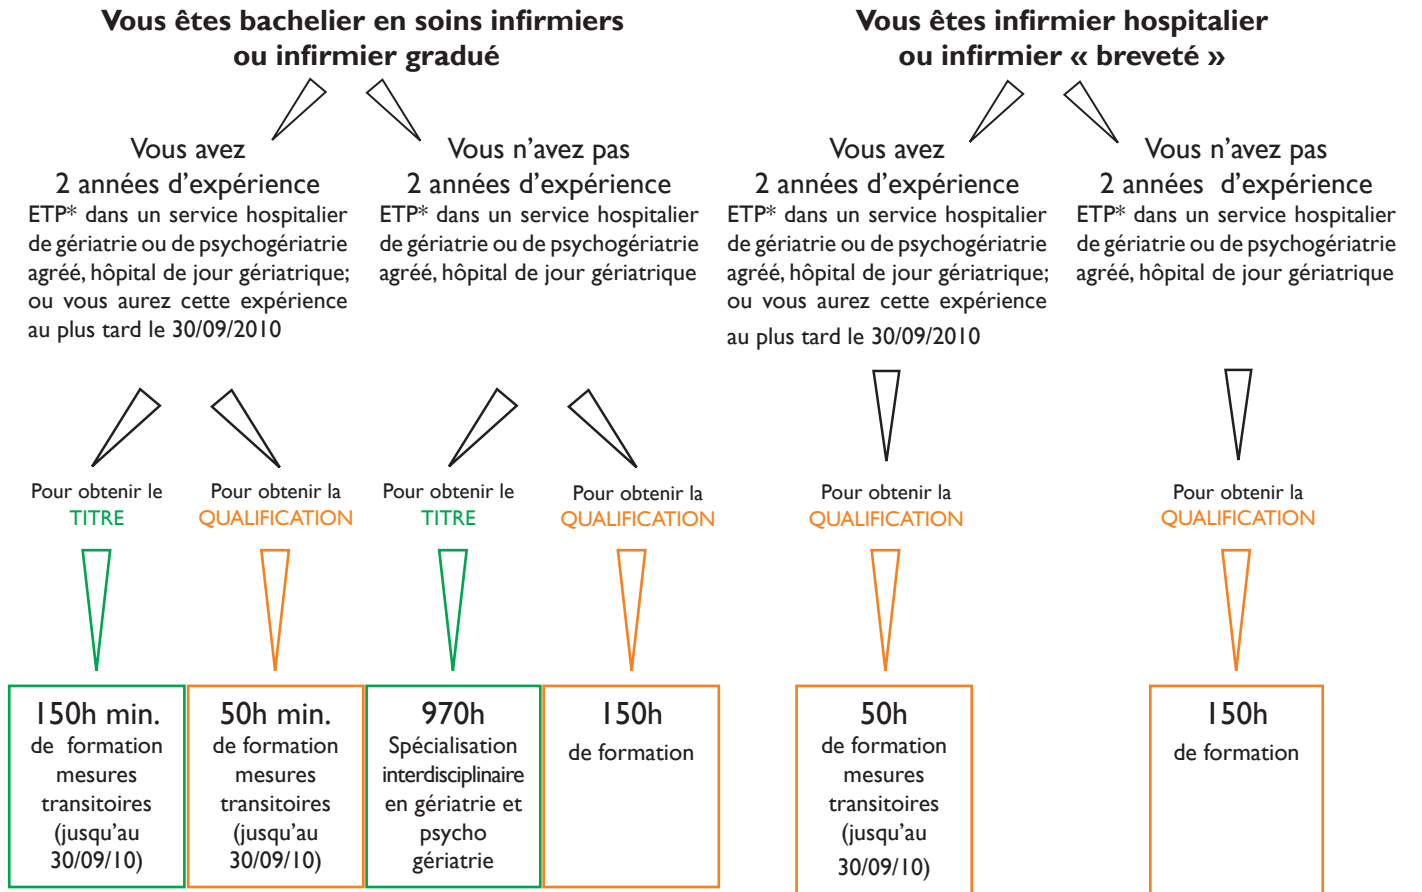 Vous êtes bachelier en soins infirmiers
ou infirmier gradué
Vous avez
2 années d'expérience
ETP* dans un service hospitalier
de gériatrie ou de psychogériatrie
agréé, hôpital de jour gériatrique;
ou vous aurez cette expérience
au plus tard le 30/09/2010
Vous n'avez pas
2 années d'expérience
ETP* dans un service hospitalier
de gériatrie ou de psychogériatrie
agréé, hôpital de jour gériatrique
Pour obtenir le
TITRE
Pour obtenir la
QUALIFICATION
Pour obtenir le
TITRE
Pour obtenir la
QUALIFICATION
150h min.
de formation
mesures
transitoires
(jusqu'au
30/09/10)
50h min.
de formation
mesures
transitoires
(jusqu'au
30/09/10)
970h
Spécialisation
interdisciplinaire
en gériatrie et
psycho
gériatrie
150h
de formation
Vous êtes infirmier hospitalier
ou infirmier « breveté »
Vous avez
2 années d'expérience
ETP* dans un service hospitalier
de gériatrie ou de psychogériatrie
agréé, hôpital de jour gériatrique;
ou vous aurez cette expérience
au plus tard le 30/09/2010
Vous n'avez pas
2 années d'expérience
ETP* dans un service hospitalier
de gériatrie ou de psychogériatrie
agréé, hôpital de jour gériatrique
Pour obtenir la
QUALIFICATION
Pour obtenir la
QUALIFICATION
50h
de formation
mesures
transitoires
(jusqu'au
30/09/10)
150h
de formation